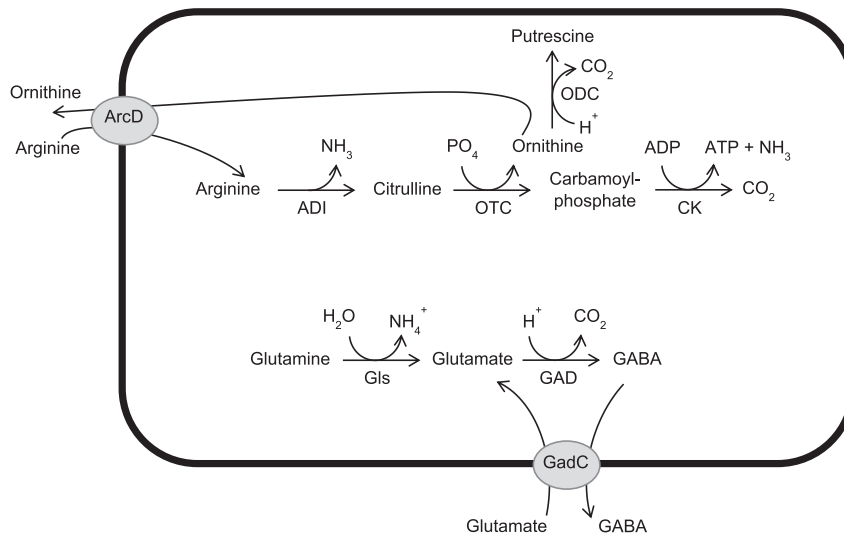 Putrescine
CO₂
ODC
H⁺
Ornithine
ArcD
Arginine
NH₃
PO₄
Ornithine
ADP
ATP + NH₃
Arginine
Citrulline
Carbamoyl-
phosphate
CO₂
ADI
OTC
CK
H₂O
NH₄⁺
H⁺
CO₂
Glutamine
Glutamate
GABA
Gls
GAD
GadC
Glutamate
GABA